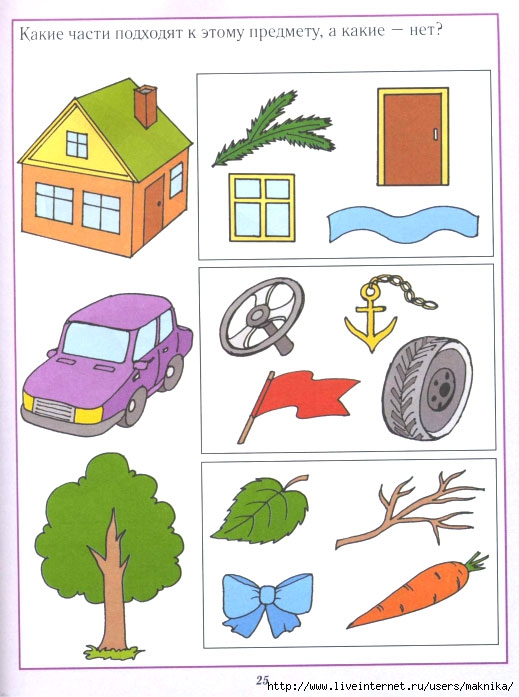 Какие части подходят к этому предмету, а какие — нет?
25
http://www.liveinternet.ru/users/maknika/